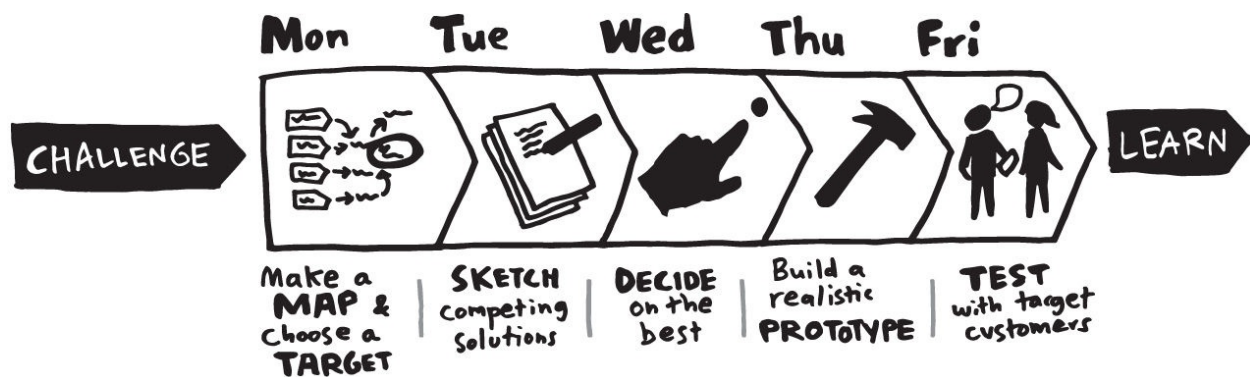 Mon Tue Wed Thu Fri
CHALLENGE
LEARN
Make a
MAP &
choose a
TARGET
SKETCH
competing
solutions
DECIDE
on the
best
Build a
realistic
PROTOTYPE
TEST
with target
customers